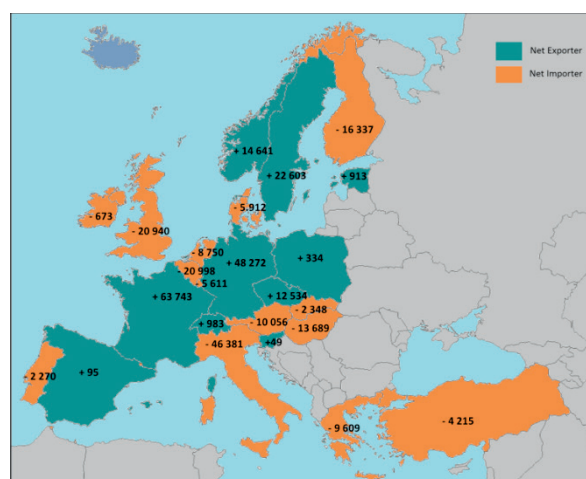 Net Exporter
Net Importer
- 16 337
+ 14 641
+ 22 603
+ 913
- 5.912
- 673
- 20 940
- 8 750
+ 48 272
+ 334
- 20 998
- 5 611
+ 63 743
+ 12 534
- 2 348
+ 983
- 10 056
- 13 689
- 46 381
+49
- 2 270
+ 95
- 9 609
- 4 215